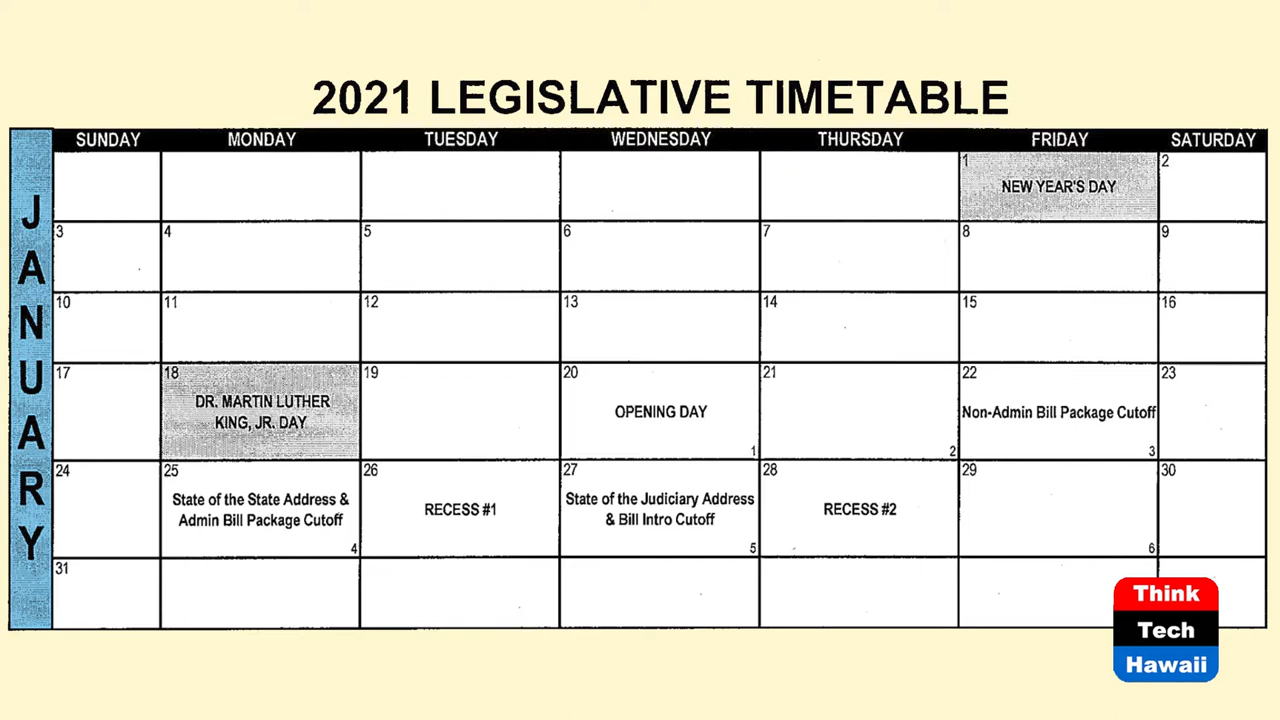 2021 LEGISLATIVE TIMETABLE
SUNDAY MONDAY TUESDAY WEDNESDAY THURSDAY FRIDAY SATURDAY
JANUARY
1 2
NEW YEAR'S DAY
3 4 5 6 7 8 9
10 11 12 13 14 15 16
17 18 19 20 21 22 23
DR. MARTIN LUTHER
KING, JR. DAY
OPENING DAY
Non-Admin Bill Package Cutoff
1 2 3
24 25 26 27 28 29 30
State of the State Address &
Admin Bill Package Cutoff
RECESS #1
State of the Judiciary Address
& Bill Intro Cutoff
RECESS #2
4 5 6
31
Think
Tech
Hawaii